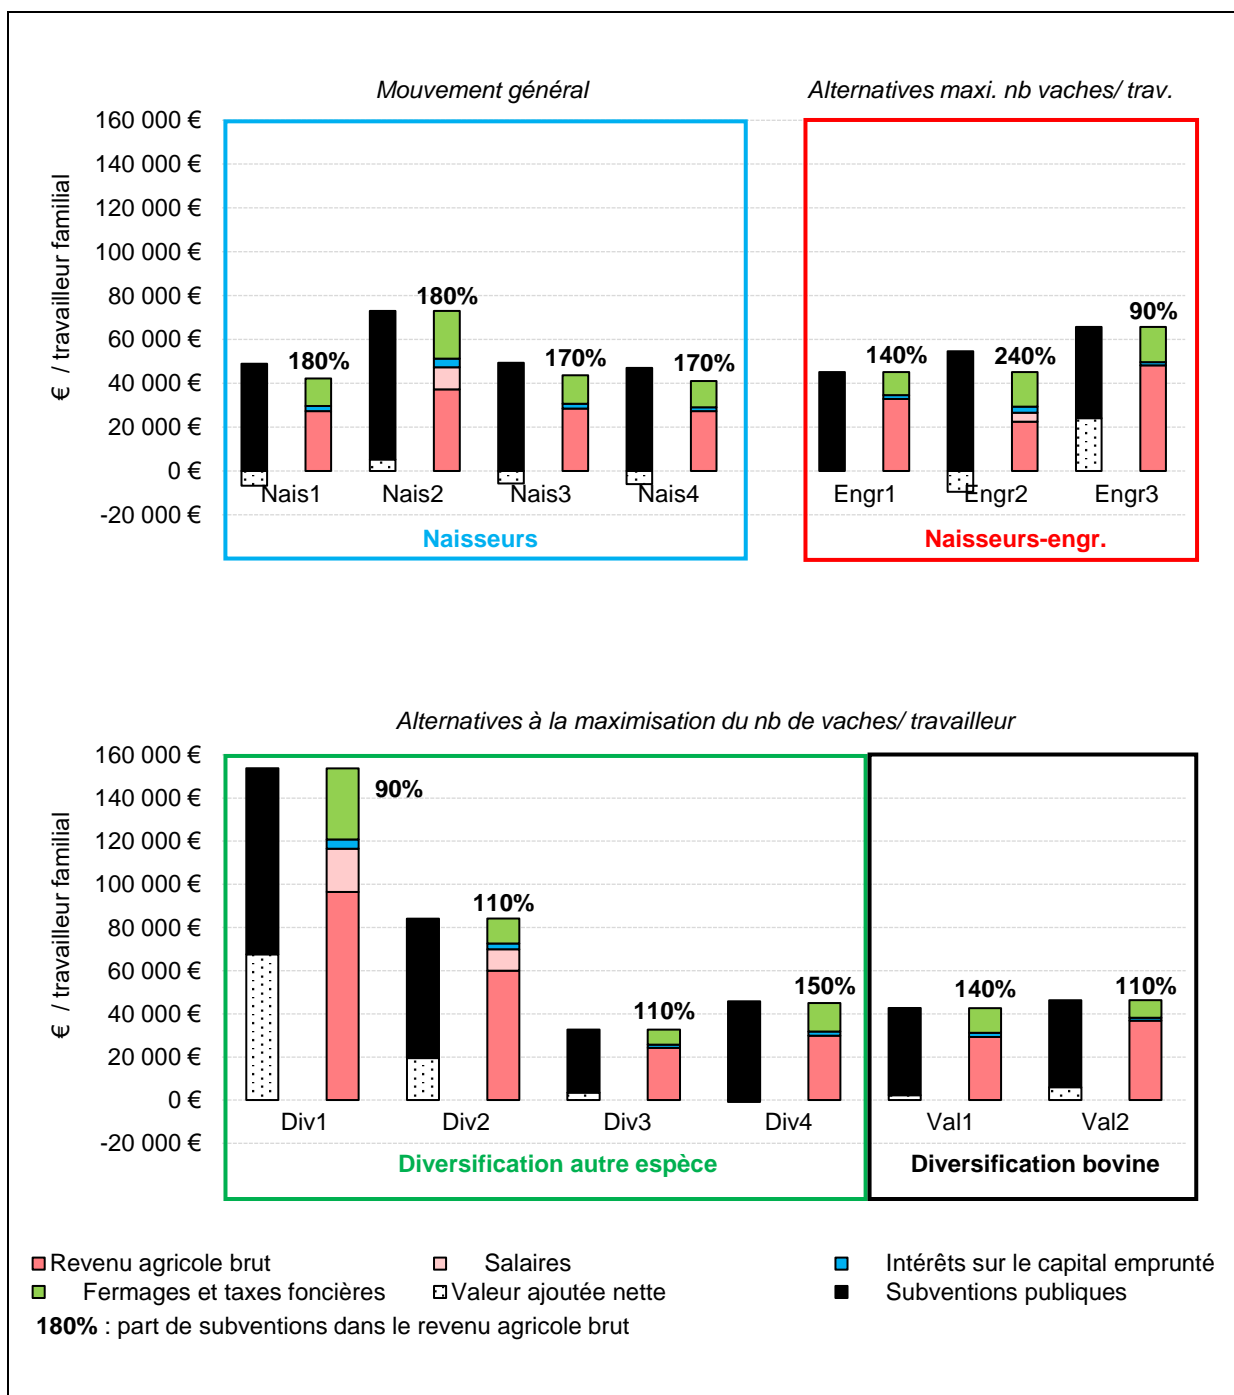 Mouvement général
Alternatives maxi. nb vaches/ trav.
€ / travailleur familial
160 000 €
140 000 €
120 000 €
100 000 €
80 000 €
60 000 €
40 000 €
20 000 €
0 €
-20 000 €
180%
180%
170%
170%
140%
240%
90%
Nais1
Nais2
Nais3
Nais4
Engr1
Engr2
Engr3
Naisseurs
Naisseurs-engr.
Alternatives à la maximisation du nb de vaches/ travailleur
€ / travailleur familial
160 000 €
140 000 €
120 000 €
100 000 €
80 000 €
60 000 €
40 000 €
20 000 €
0 €
-20 000 €
90%
110%
110%
150%
140%
110%
Div1
Div2
Div3
Div4
Val1
Val2
Diversification autre espèce
Diversification bovine
Revenu agricole brut
Salaires
Intérêts sur le capital emprunté
Fermages et taxes foncières
Valeur ajoutée nette
Subventions publiques
180% : part de subventions dans le revenu agricole brut